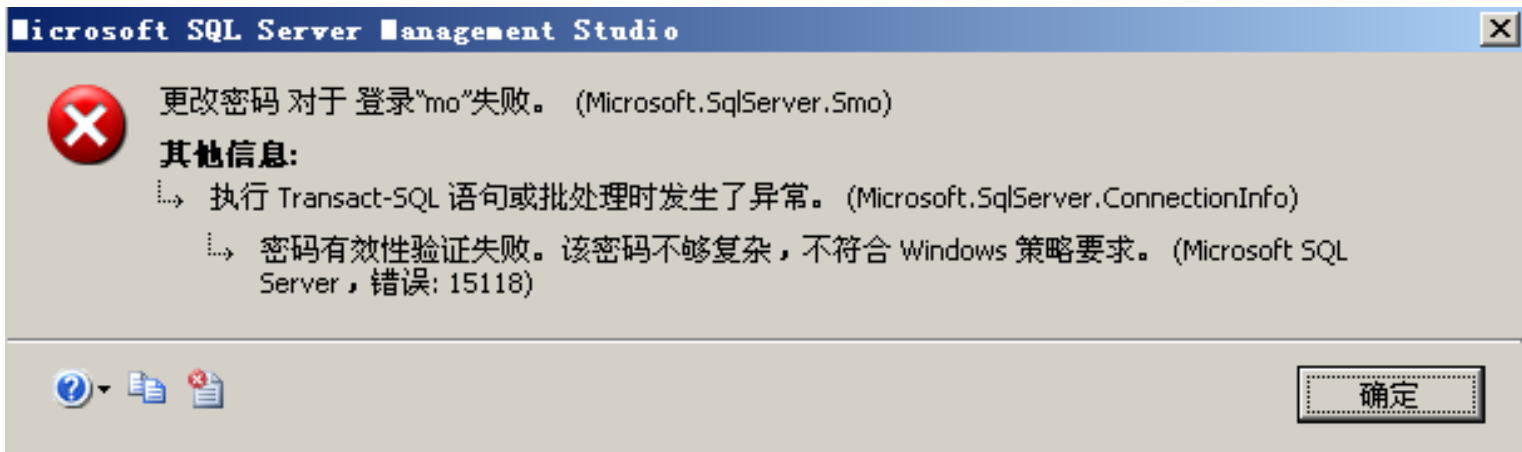 Microsoft SQL Server Management Studio
更改密码 对于 登录"mo"失败。 (Microsoft.SqlServer.Smo)
其他信息:
执行 Transact-SQL 语句或批处理时发生了异常。 (Microsoft.SqlServer.ConnectionInfo)
密码有效性验证失败。该密码不够复杂，不符合 Windows 策略要求。 (Microsoft SQL
Server，错误: 15118)
确定